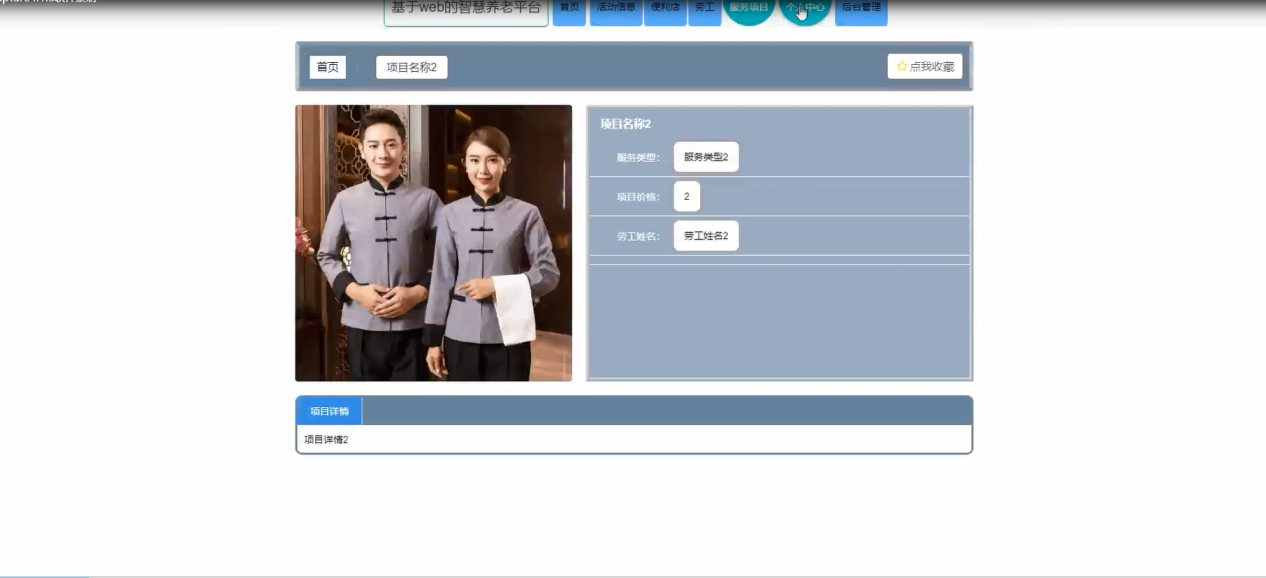 基于web的智慧养老平台 首页 活动信息 便利店 劳工 服务项目 个人中心 后台管理
首页 项目名称2 ☆点我收藏
项目名称2
服务类型: 服务类型2
项目价格: 2
劳工姓名: 劳工姓名2
项目详情
项目详情2